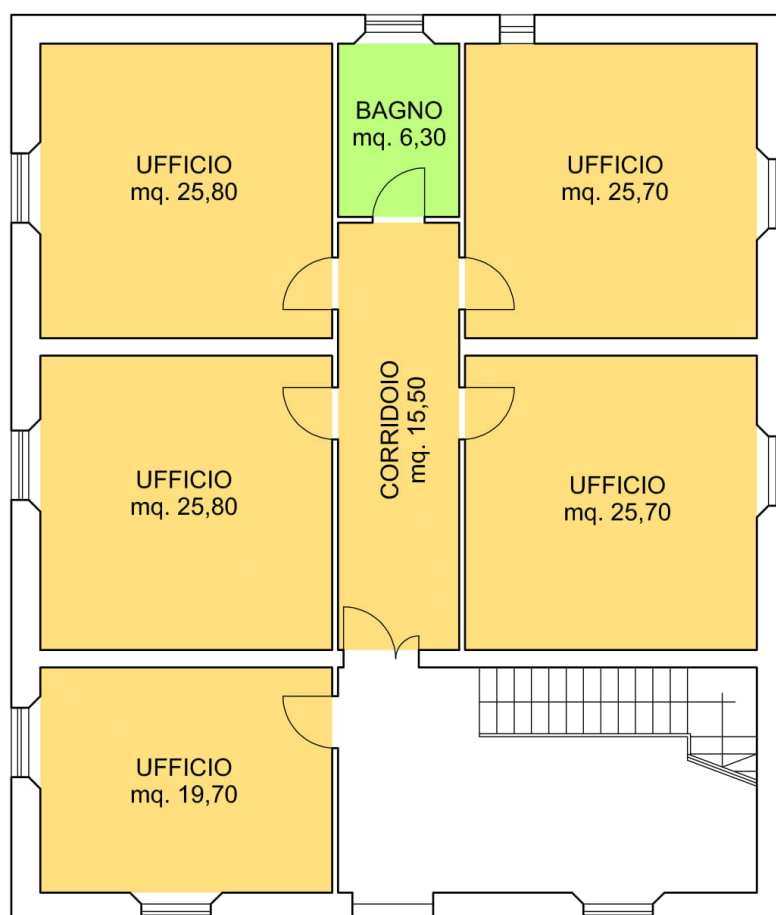 BAGNO
mq. 6,30
UFFICIO
mq. 25,80
UFFICIO
mq. 25,70
CORRIDOIO
mq. 15,50
UFFICIO
mq. 25,80
UFFICIO
mq. 25,70
UFFICIO
mq. 19,70